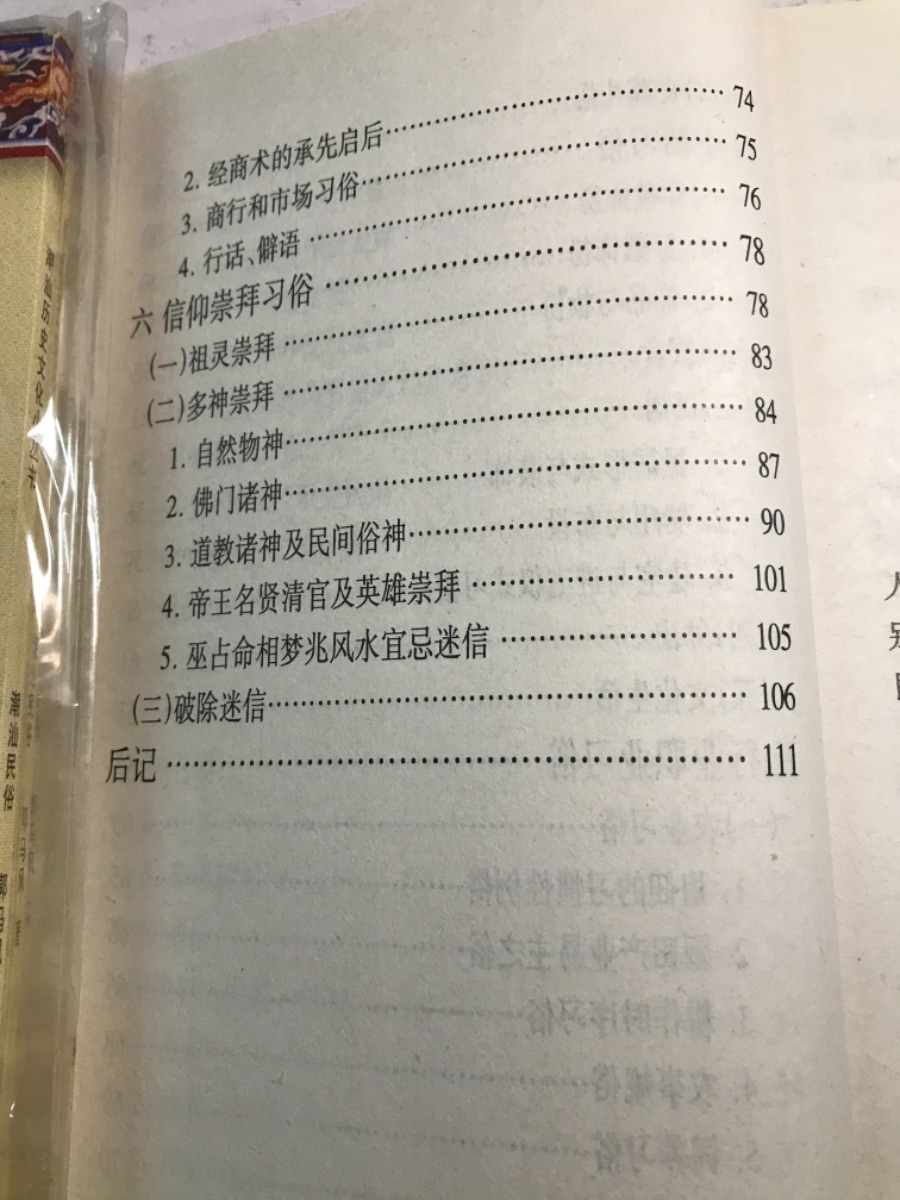 2. 经商术的承先启后 74
3. 商行和市场习俗 75
4. 行话、僻语 76
六 信仰崇拜习俗 78
(一)祖灵崇拜 78
(二)多神崇拜 83
1. 自然物神 84
2. 佛门诸神 87
3. 道教诸神及民间俗神 90
4. 帝王名贤清官及英雄崇拜 101
5. 巫占命相梦兆风水宜忌迷信 105
(三)破除迷信 106
后记 111
潮汕民俗